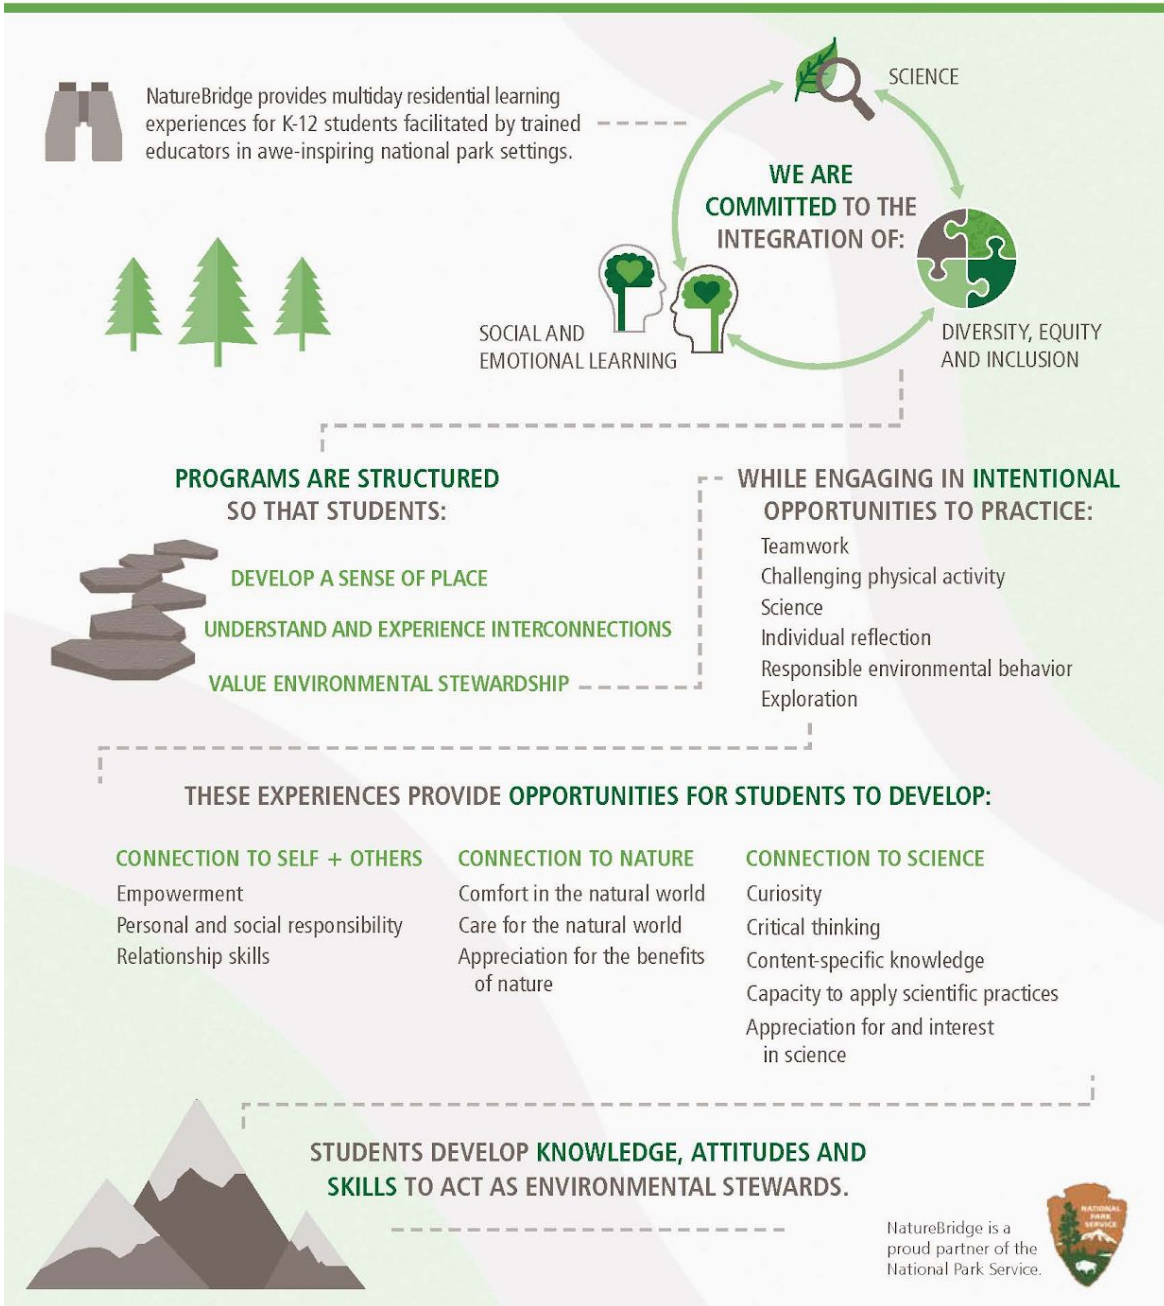 NatureBridge provides multiday residential learning
experiences for K-12 students facilitated by trained
educators in awe-inspiring national park settings.
SCIENCE
WE ARE
COMMITTED TO THE
INTEGRATION OF:
SOCIAL AND
EMOTIONAL LEARNING
DIVERSITY, EQUITY
AND INCLUSION
PROGRAMS ARE STRUCTURED
SO THAT STUDENTS:
DEVELOP A SENSE OF PLACE
UNDERSTAND AND EXPERIENCE INTERCONNECTIONS
VALUE ENVIRONMENTAL STEWARDSHIP
WHILE ENGAGING IN INTENTIONAL
OPPORTUNITIES TO PRACTICE:
Teamwork
Challenging physical activity
Science
Individual reflection
Responsible environmental behavior
Exploration
THESE EXPERIENCES PROVIDE OPPORTUNITIES FOR STUDENTS TO DEVELOP:
CONNECTION TO SELF + OTHERS
Empowerment
Personal and social responsibility
Relationship skills
CONNECTION TO NATURE
Comfort in the natural world
Care for the natural world
Appreciation for the benefits
of nature
CONNECTION TO SCIENCE
Curiosity
Critical thinking
Content-specific knowledge
Capacity to apply scientific practices
Appreciation for and interest
in science
STUDENTS DEVELOP KNOWLEDGE, ATTITUDES AND
SKILLS TO ACT AS ENVIRONMENTAL STEWARDS.
NatureBridge is a
proud partner of the
National Park Service.
NATIONAL
PARK
SERVICE